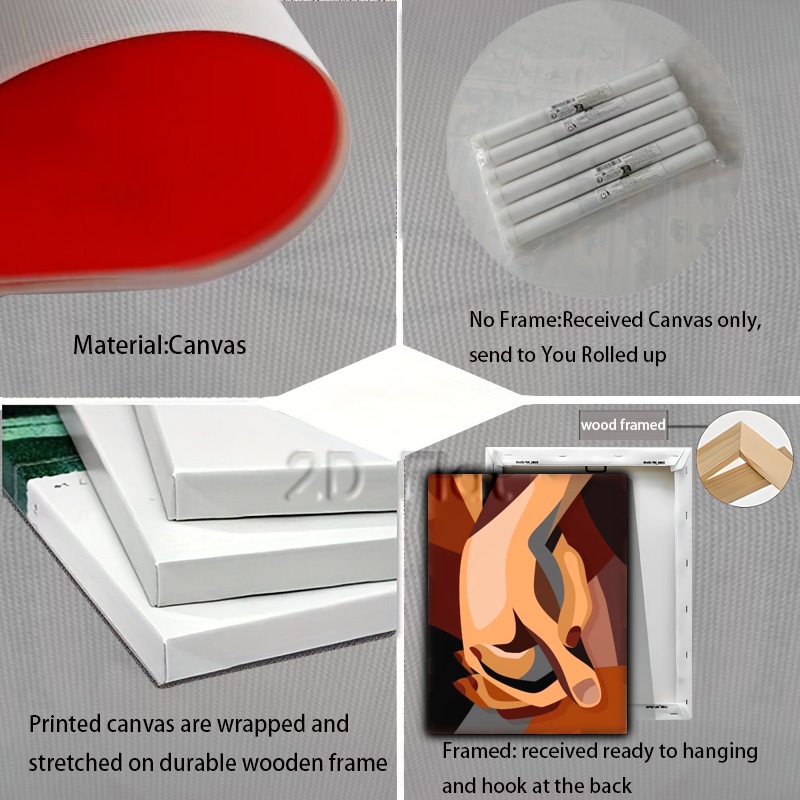 Material:Canvas
No Frame:Received Canvas only,
send to You Rolled up
wood framed
2D
Printed canvas are wrapped and
stretched on durable wooden frame
Framed: received ready to hanging
and hook at the back